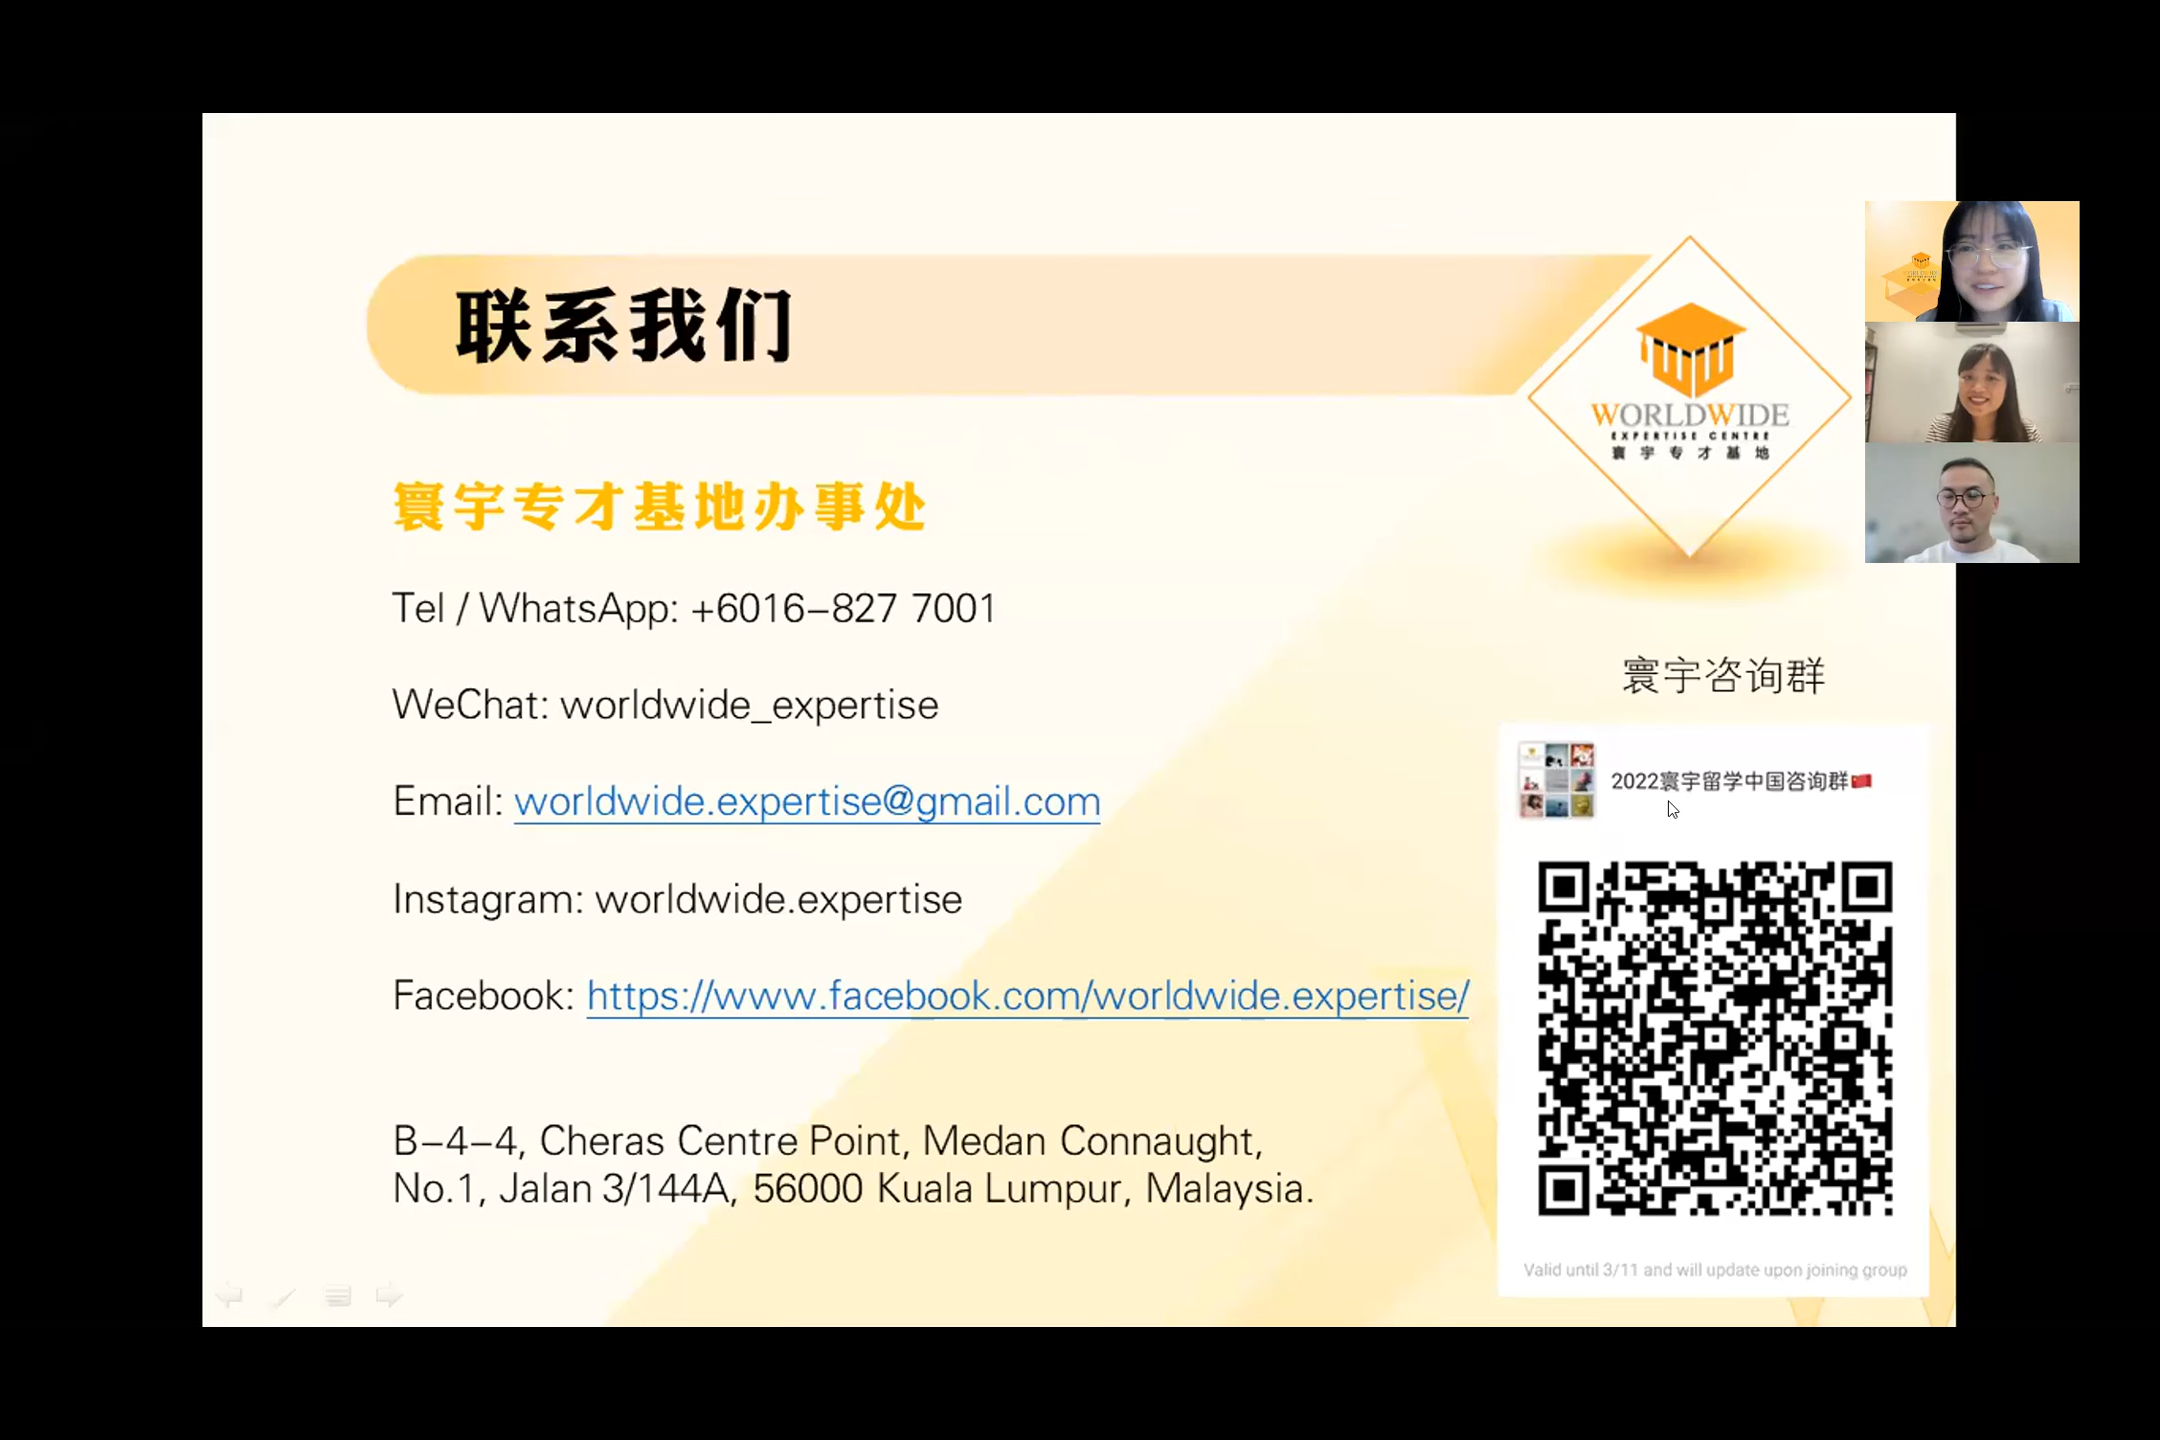 联系我们
WORLDWIDE
EXPERTISE CENTRE
寰宇专才基地
寰宇专才基地办事处
Tel / WhatsApp: +6016-827 7001
WeChat: worldwide_expertise
Email: worldwide.expertise@gmail.com
Instagram: worldwide.expertise
Facebook: https://www.facebook.com/worldwide.expertise/
B-4-4, Cheras Centre Point, Medan Connaught,
No.1, Jalan 3/144A, 56000 Kuala Lumpur, Malaysia.
寰宇咨询群
2022寰宇留学中国咨询群🇨🇳
Valid until 3/11 and will update upon joining group